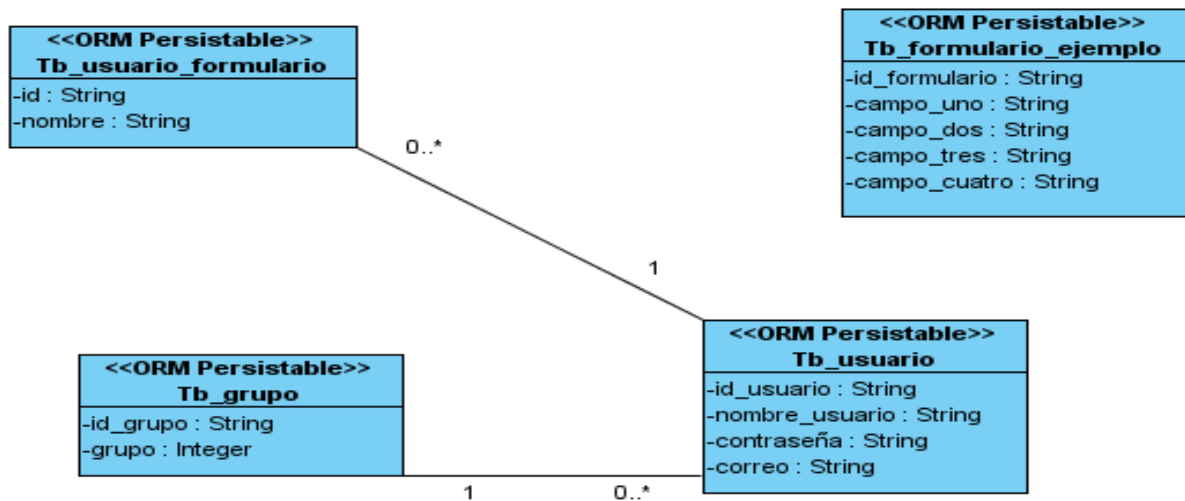 <<ORM Persistable>>
Tb_usuario_formulario
-id : String
-nombre : String
<<ORM Persistable>>
Tb_formulario_ejemplo
-id_formulario : String
-campo_uno : String
-campo_dos : String
-campo_tres : String
-campo_cuatro : String
0..*
1
<<ORM Persistable>>
Tb_grupo
-id_grupo : String
-grupo : Integer
<<ORM Persistable>>
Tb_usuario
-id_usuario : String
-nombre_usuario : String
-contraseña : String
-correo : String
1
0..*